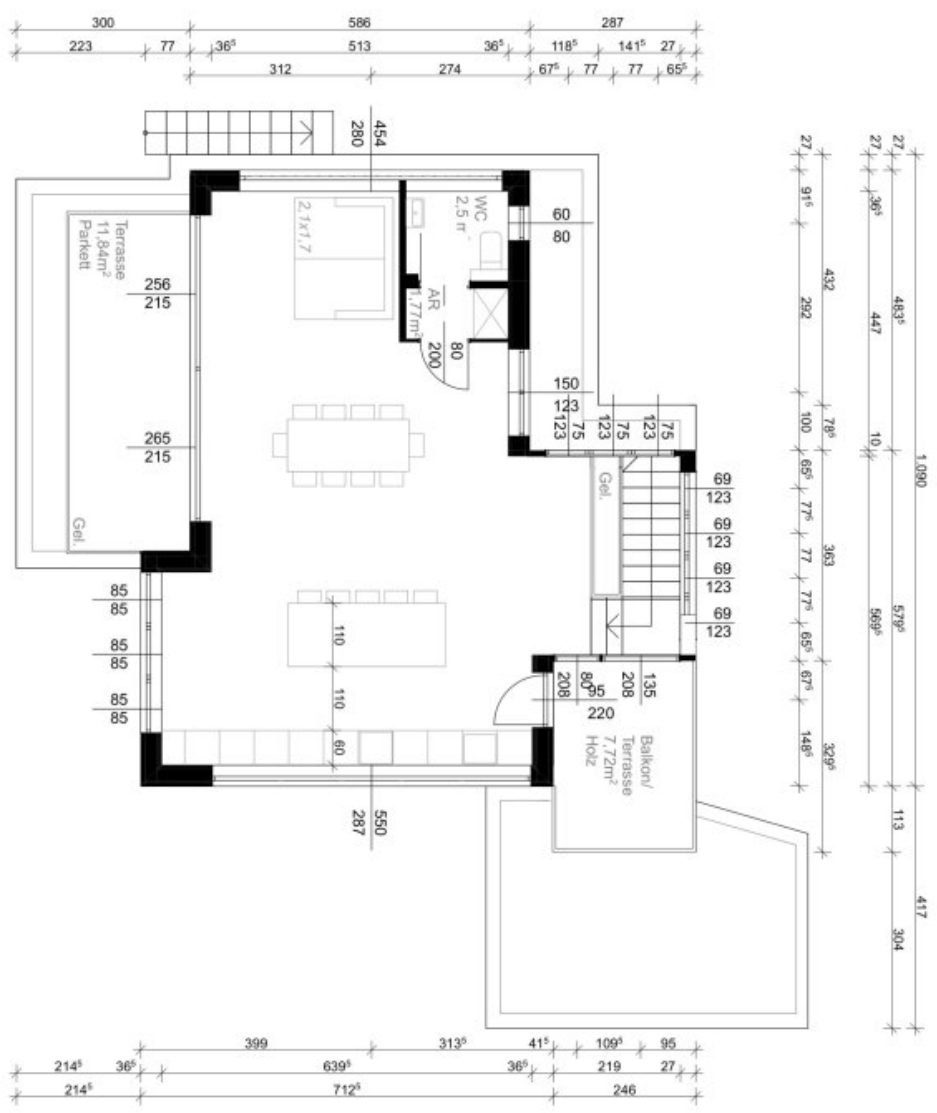 300 586 287
223 77 36⁵ 513 36⁵ 118⁵ 141⁵ 27
312 274 67⁵ 77 77 65⁵
454
280
2,1x1,7
WC
2,5
60
80
Terrasse
11,84m²
Parkett
256
215
AR
1,77m²
80
200
150
123
75
123
75
123
75
123
265
215
Gel.
Gel.
69
123
69
123
69
123
69
123
85
85
85
85
85
85
110
110
60
80
208
95
220
135
208
Balkon/
Terrasse
7,72m²
Holz
550
287
27 91⁵ 292 100 65⁵ 77⁵ 77 77⁵ 65⁵ 67⁵ 148⁵
432 78⁵ 363 329⁵
27 36⁵ 447 10 569⁵
27 483⁵ 579⁵ 113 304
1.090 417
399 313⁵ 41⁵ 109⁵ 95
214⁵ 36⁵ 639⁵ 36⁵ 219 27
214⁵ 712⁵ 246